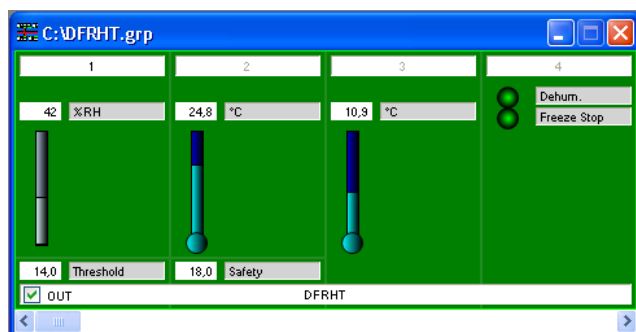 C:\DFRHT.grp
1 2 3 4
42 %RH 24,8 °C 10,9 °C Dehum.
Freeze Stop
14,0 Threshold 18,0 Safety
OUT DFRHT